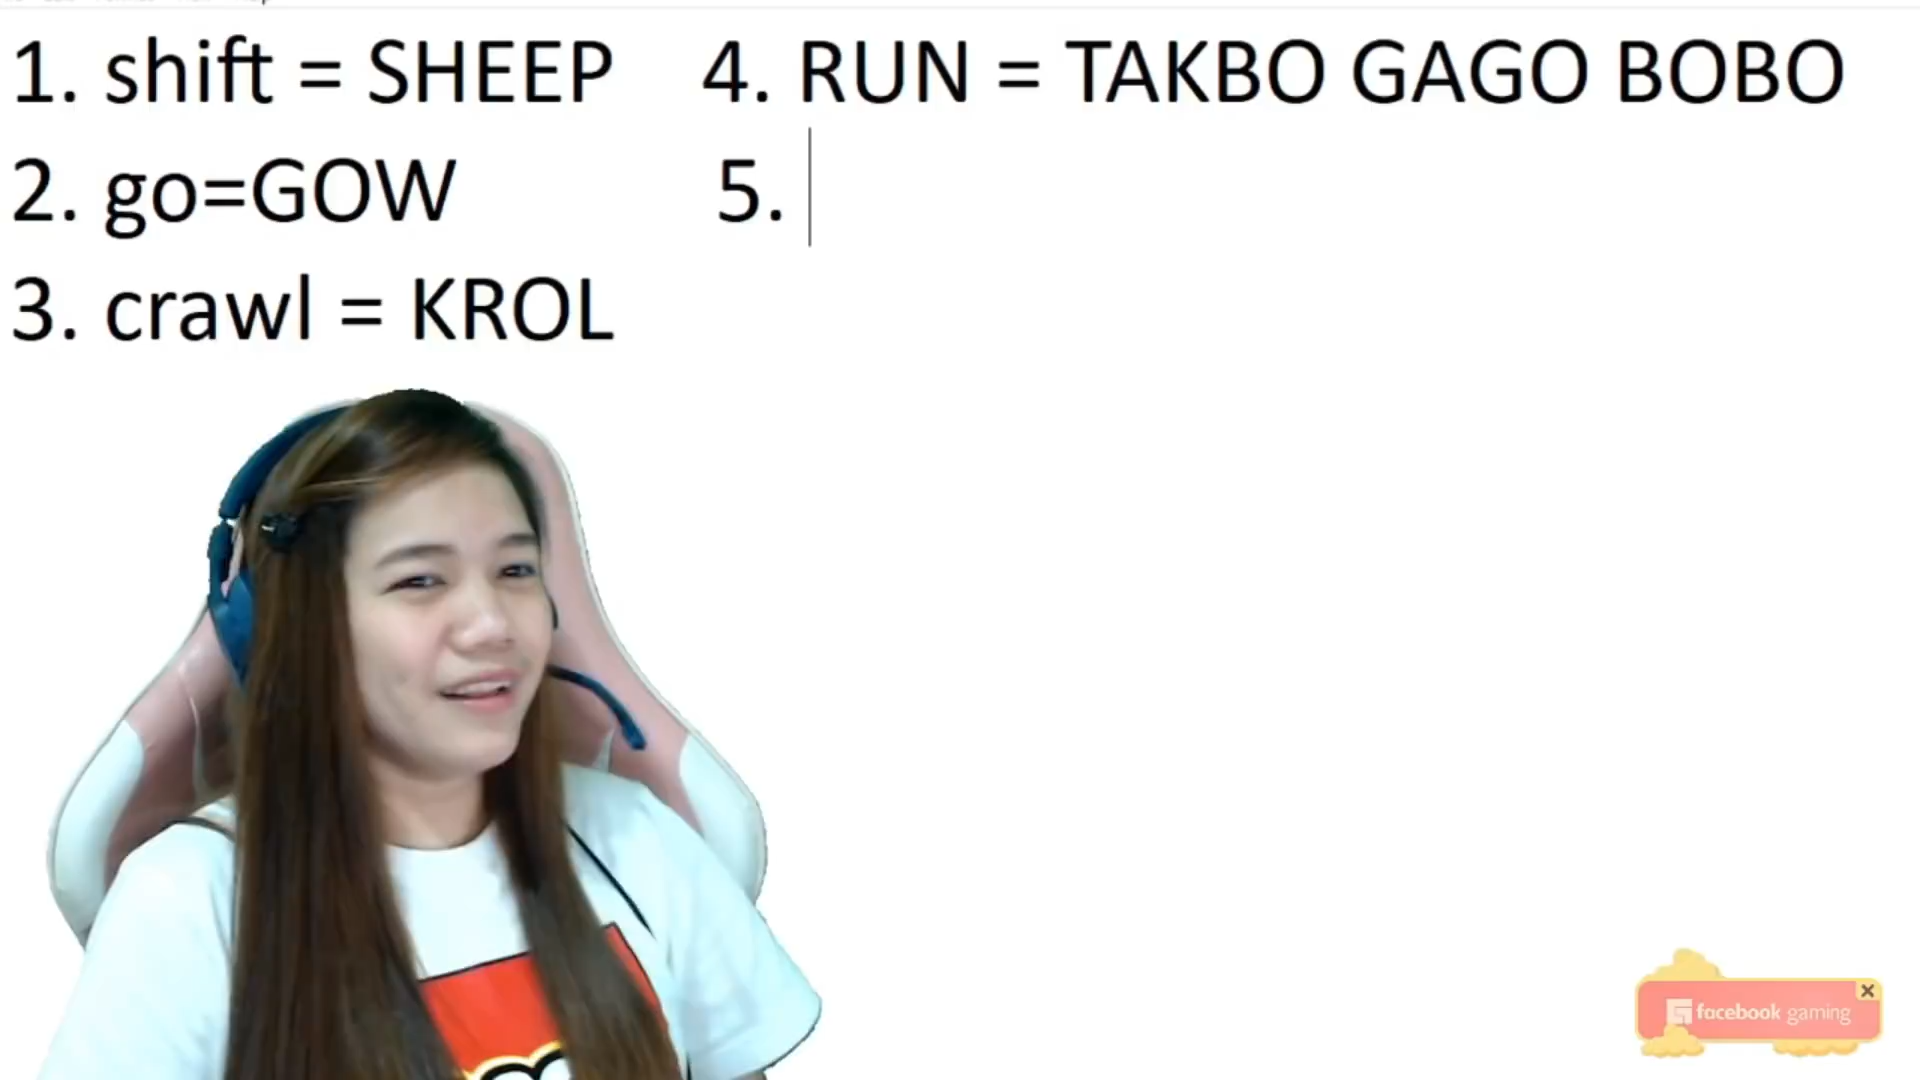 1. shift = SHEEP
2. go=GOW
3. crawl = KROL
4. RUN = TAKBO GAGO BOBO
5.
facebook gaming